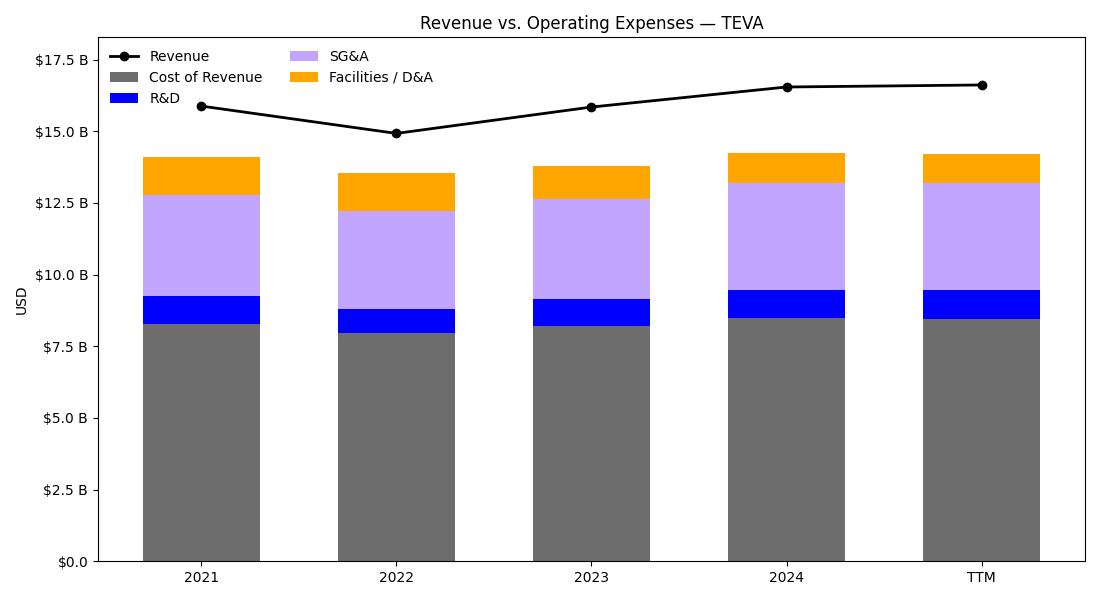 Revenue vs. Operating Expenses — TEVA
Revenue
Cost of Revenue
R&D
SG&A
Facilities / D&A
USD
$17.5 B
$15.0 B
$12.5 B
$10.0 B
$7.5 B
$5.0 B
$2.5 B
$0.0
2021 2022 2023 2024 TTM